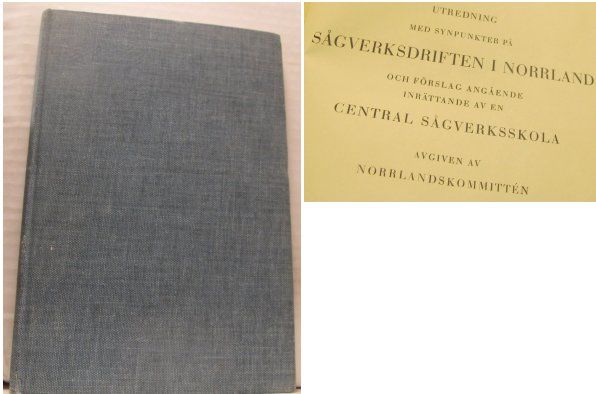 UTREDNING
MED SYNPUNKTER PÅ
SÅGVERKSDRIFTEN I NORRLAND
OCH FÖRSLAG ANGÅENDE
INRÄTTANDE AV EN
CENTRAL SÅGVERKSSKOLA
AVGIVEN AV
NORRLANDSKOMMITTÉN